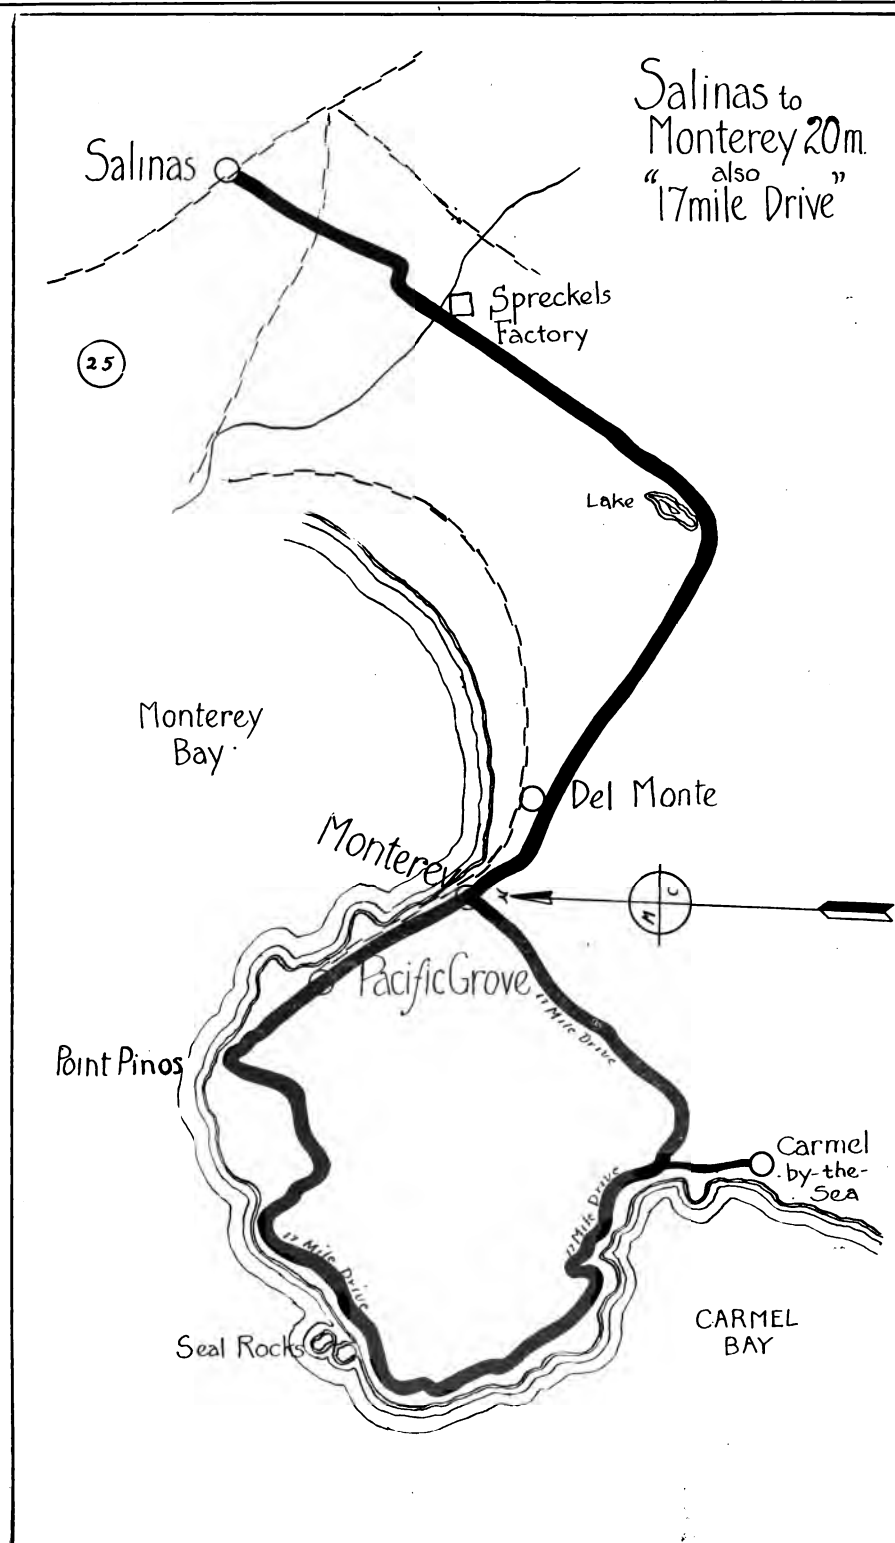 Salinas to
Monterey 20m.
also
"17mile Drive"
Salinas
Spreckels
Factory
25
Lake
Monterey
Bay
Del Monte
Monterey
N
M C
Pacific Grove
17 Mile Drive
Point Pinos
Carmel
by-the-
Sea
17 Mile Drive
17 Mile Drive
CARMEL
BAY
Seal Rocks